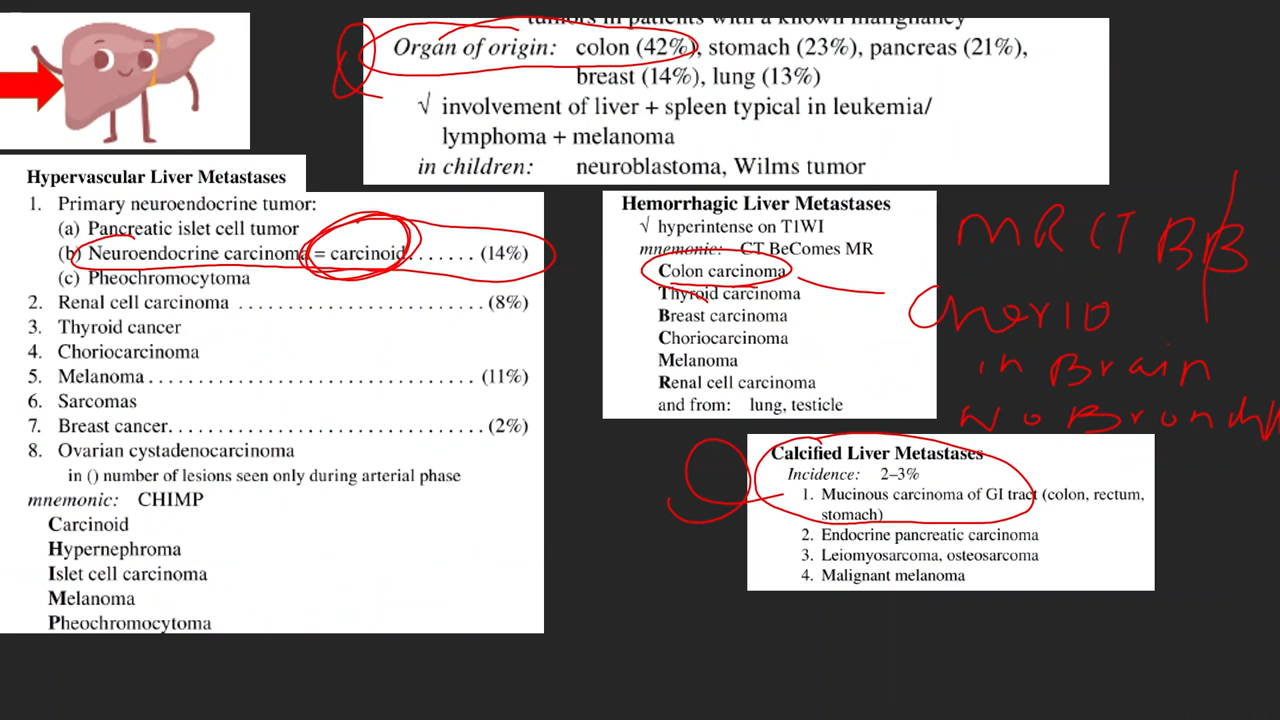 tumors in patients with a known malignancy
Organ of origin: colon (42%), stomach (23%), pancreas (21%),
breast (14%), lung (13%)
√ involvement of liver + spleen typical in leukemia/
lymphoma + melanoma
in children: neuroblastoma, Wilms tumor
Hypervascular Liver Metastases
1. Primary neuroendocrine tumor:
(a) Pancreatic islet cell tumor
(b) Neuroendocrine carcinoma = carcinoid. . . . . . . (14%)
(c) Pheochromocytoma
2. Renal cell carcinoma . . . . . . . . . . . . . . . . . . . . . . . . (8%)
3. Thyroid cancer
4. Choriocarcinoma
5. Melanoma . . . . . . . . . . . . . . . . . . . . . . . . . . . . . . . . (11%)
6. Sarcomas
7. Breast cancer. . . . . . . . . . . . . . . . . . . . . . . . . . . . . . (2%)
8. Ovarian cystadenocarcinoma
in () number of lesions seen only during arterial phase
mnemonic: CHIMP
Carcinoid
Hypernephroma
Islet cell carcinoma
Melanoma
Pheochromocytoma
Hemorrhagic Liver Metastases
√ hyperintense on T1WI
mnemonic: CT BeComes MR
Colon carcinoma
Thyroid carcinoma
Breast carcinoma
Choriocarcinoma
Melanoma
Renal cell carcinoma
and from: lung, testicle
MR CT BB
Chorio
in Brain
No
Calcified Liver Metastases
Incidence: 2–3%
1. Mucinous carcinoma of GI tract (colon, rectum,
stomach)
2. Endocrine pancreatic carcinoma
3. Leiomyosarcoma, osteosarcoma
4. Malignant melanoma